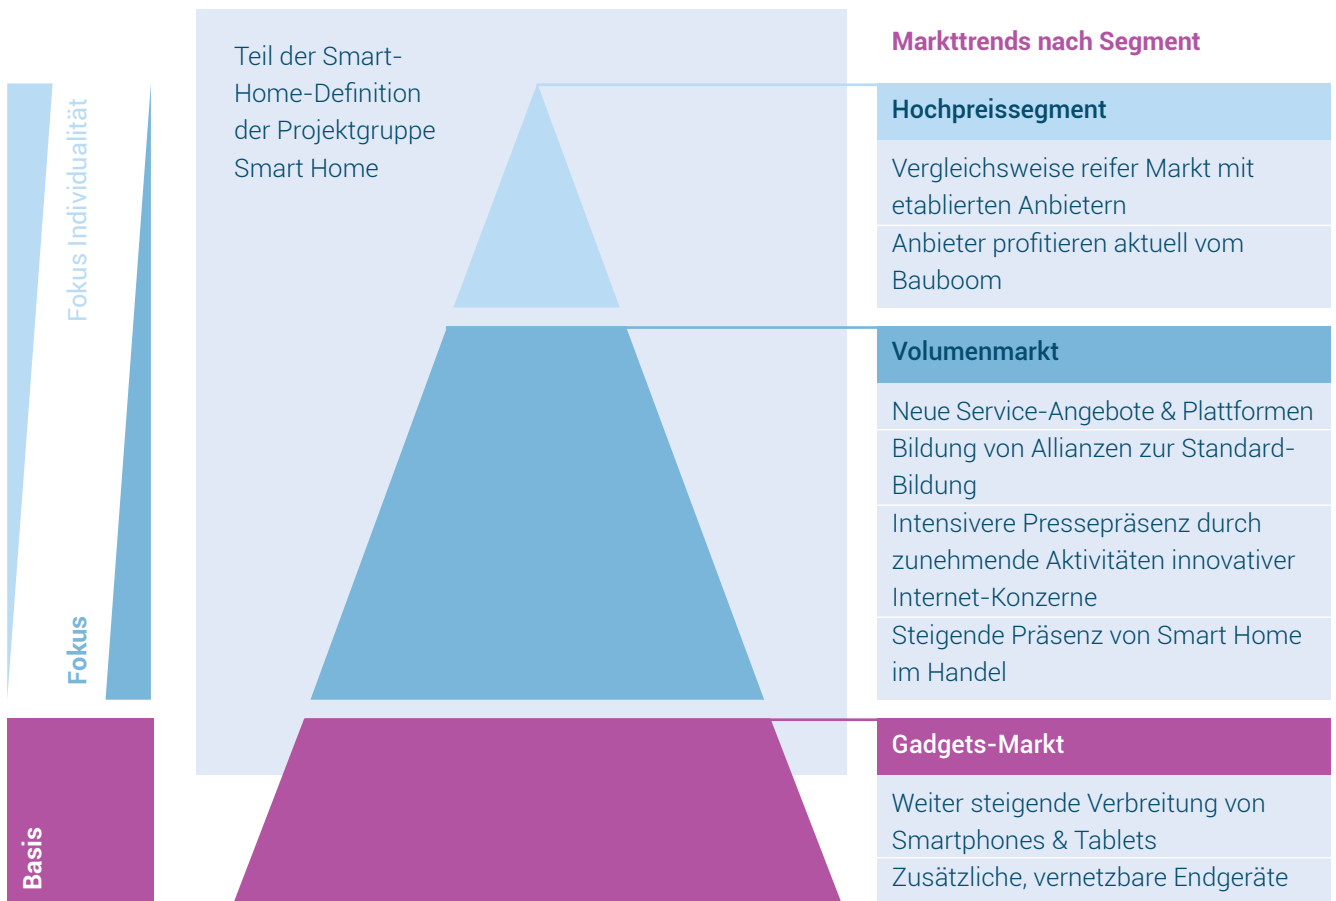 Teil der Smart-
Home-Definition
der Projektgruppe
Smart Home
Fokus Individualität
Fokus
Basis
Markttrends nach Segment
Hochpreissegment
Vergleichsweise reifer Markt mit
etablierten Anbietern
Anbieter profitieren aktuell vom
Bauboom
Volumenmarkt
Neue Service-Angebote & Plattformen
Bildung von Allianzen zur Standard-
Bildung
Intensivere Pressepräsenz durch
zunehmende Aktivitäten innovativer
Internet-Konzerne
Steigende Präsenz von Smart Home
im Handel
Gadgets-Markt
Weiter steigende Verbreitung von
Smartphones & Tablets
Zusätzliche, vernetzbare Endgeräte